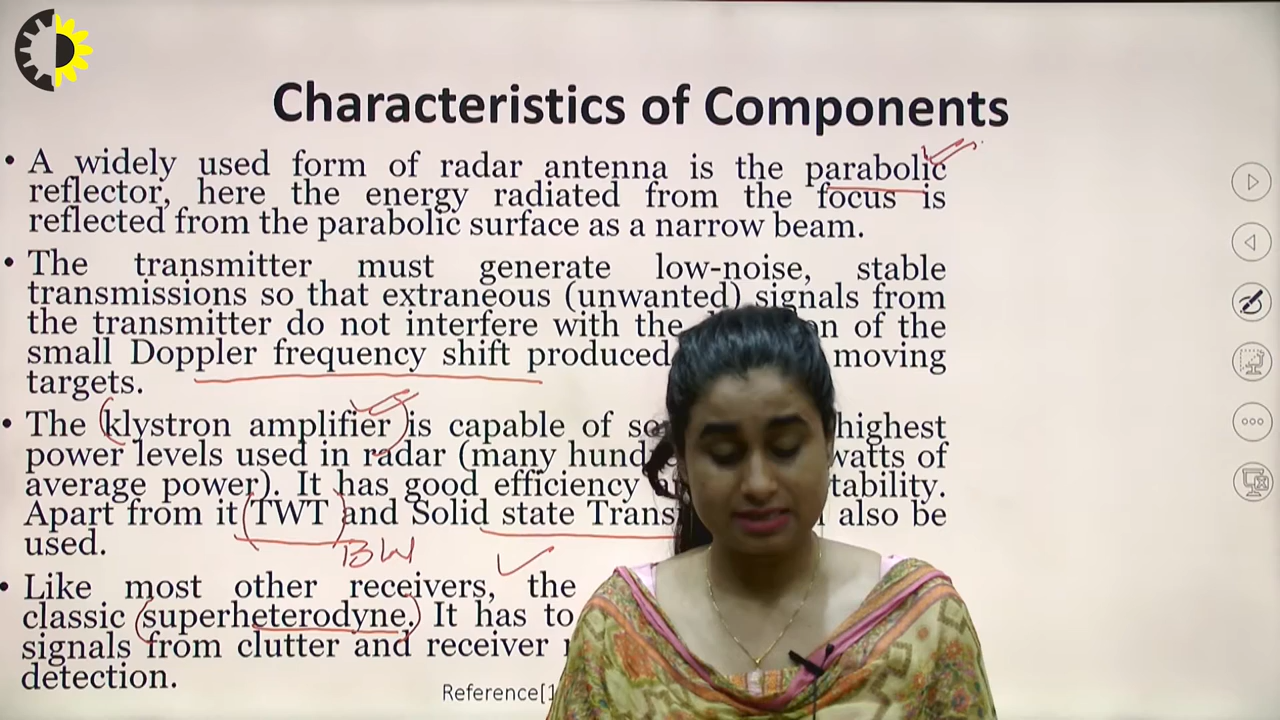 Characteristics of Components
• A widely used form of radar antenna is the parabolic
reflector, here the energy radiated from the focus is
reflected from the parabolic surface as a narrow beam.
• The transmitter must generate low-noise, stable
transmissions so that extraneous (unwanted) signals from
the transmitter do not interfere with the of the
small Doppler frequency shift produced moving
targets.
• The klystron amplifier is capable of highest
power levels used in radar (many watts of
average power). It has good efficiency
Apart from it TWT and Solid state also be
used.
BW
• Like most other receivers, the
classic superheterodyne. It has to
signals from clutter and receiver
detection.
Reference[1